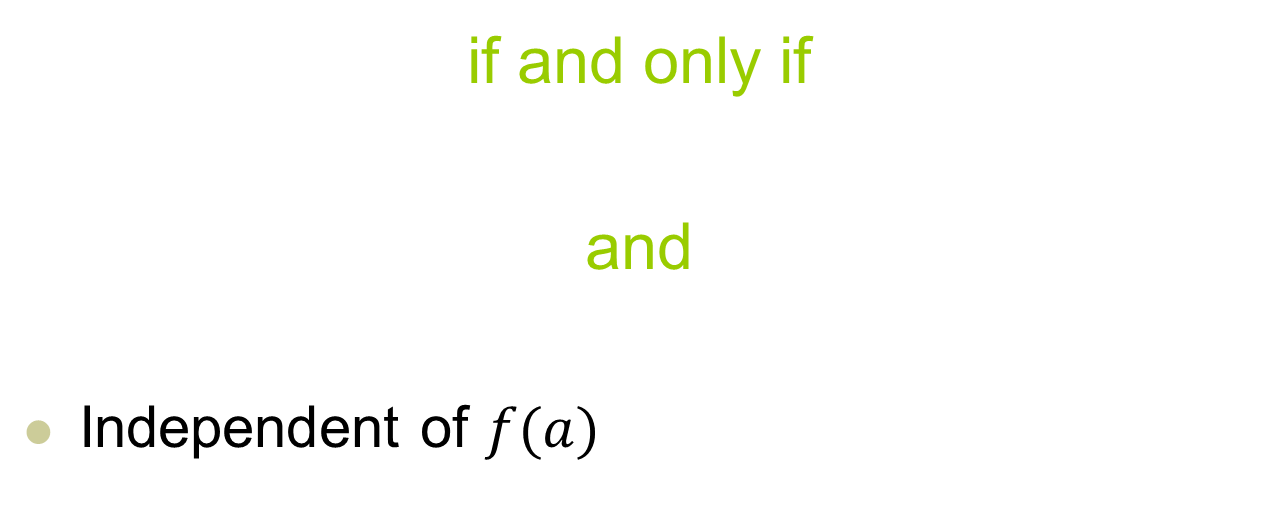 if and only if
and
Independent of 𝑓(𝑎)